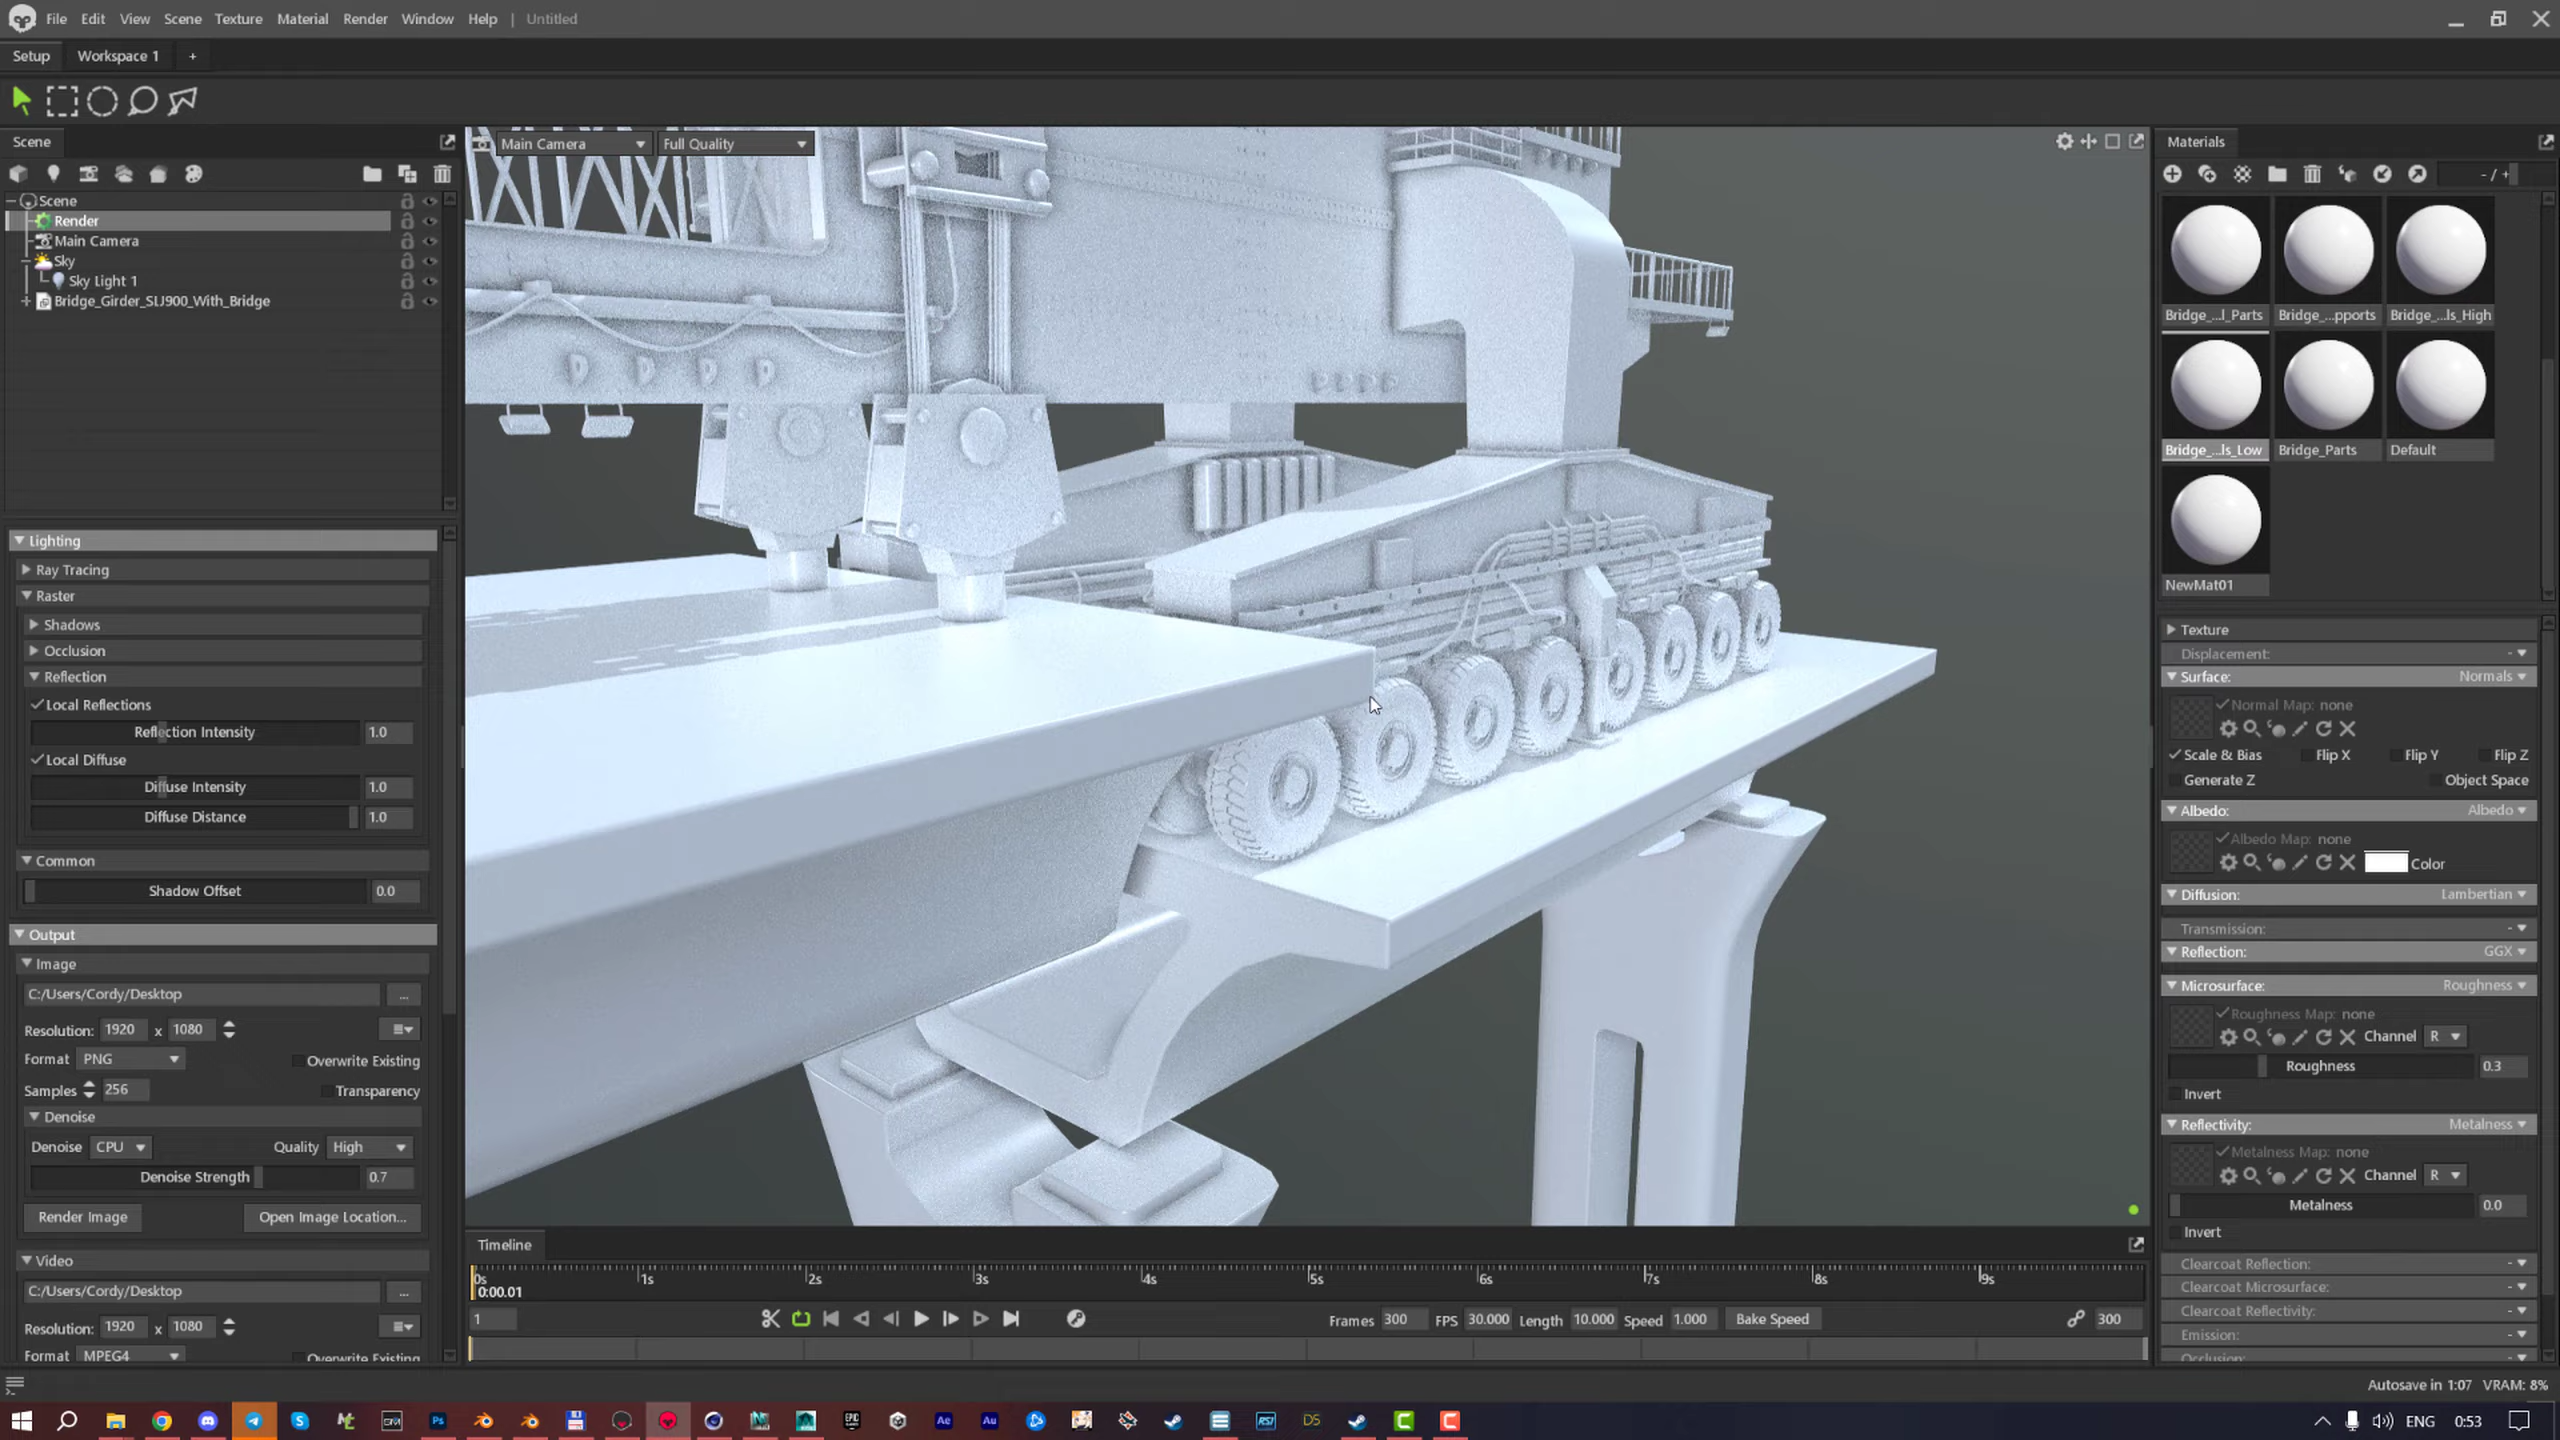 File Edit View Scene Texture Material Render Window Help | Untitled
Setup Workspace 1 +
Scene
Main Camera Full Quality
Materials
- / +
Scene
Render
Main Camera
Sky
Sky Light 1
Bridge_Girder_SLJ900_With_Bridge
Lighting
Ray Tracing
Raster
Shadows
Occlusion
Reflection
Local Reflections
Reflection Intensity 1.0
Local Diffuse
Diffuse Intensity 1.0
Diffuse Distance 1.0
Common
Shadow Offset 0.0
Output
Image
C:/Users/Cordy/Desktop ...
Resolution: 1920 x 1080
Format PNG Overwrite Existing
Samples 256 Transparency
Denoise
Denoise CPU Quality High
Denoise Strength 0.7
Render Image Open Image Location...
Video
C:/Users/Cordy/Desktop ...
Resolution: 1920 x 1080
Format MPEG4 Overwrite Existing
Bridge_...l_Parts Bridge_...pports Bridge_...ls_High
Bridge_...ls_Low Bridge_Parts Default
NewMat01
Texture
Displacement: -
Surface: Normals
Normal Map: none
Scale & Bias Flip X Flip Y Flip Z
Generate Z Object Space
Albedo: Albedo
Albedo Map: none
Color
Diffusion: Lambertian
Transmission: -
Reflection: GGX
Microsurface: Roughness
Roughness Map: none
Channel R
Roughness 0.3
Invert
Reflectivity: Metalness
Metalness Map: none
Channel R
Metalness 0.0
Invert
Clearcoat Reflection: -
Clearcoat Microsurface: -
Clearcoat Reflectivity: -
Emission: -
Occlusion: -
Timeline
0s 1s 2s 3s 4s 5s 6s 7s 8s 9s
0:00.01
1 Frames 300 FPS 30.000 Length 10.000 Speed 1.000 Bake Speed 300
Autosave in 1:07 VRAM: 8%
Ps EPIC Ae Au RSI DS ENG 0:53